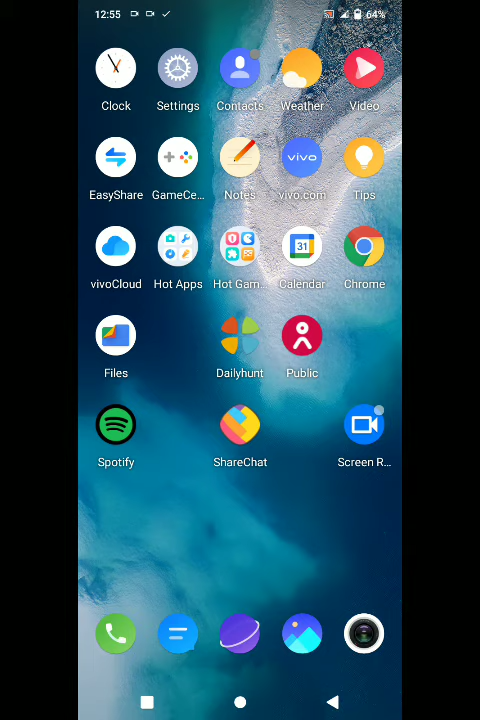 12:55 64%
Clock Settings Contacts Weather Video
EasyShare GameCe... Notes vivo.com Tips
vivo
31
vivoCloud Hot Apps Hot Gam... Calendar Chrome
Files Dailyhunt Public
Spotify ShareChat Screen R...